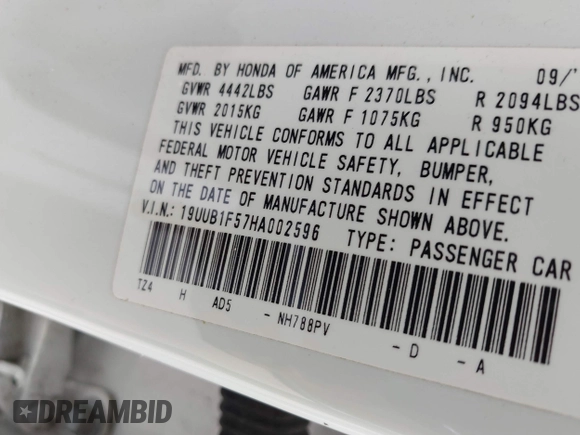 MFD. BY HONDA OF AMERICA MFG., INC. 09/
GVWR 4442LBS GAWR F 2370LBS R 2094LBS
GVWR 2015KG GAWR F 1075KG R 950KG
THIS VEHICLE CONFORMS TO ALL APPLICABLE
FEDERAL MOTOR VEHICLE SAFETY, BUMPER,
AND THEFT PREVENTION STANDARDS IN EFFECT
ON THE DATE OF MANUFACTURE SHOWN ABOVE.
V.I.N.: 19UUB1F57HA002596 TYPE: PASSENGER CAR
TZ4 H AD5 - NH788PV - D - A
DREAMBID